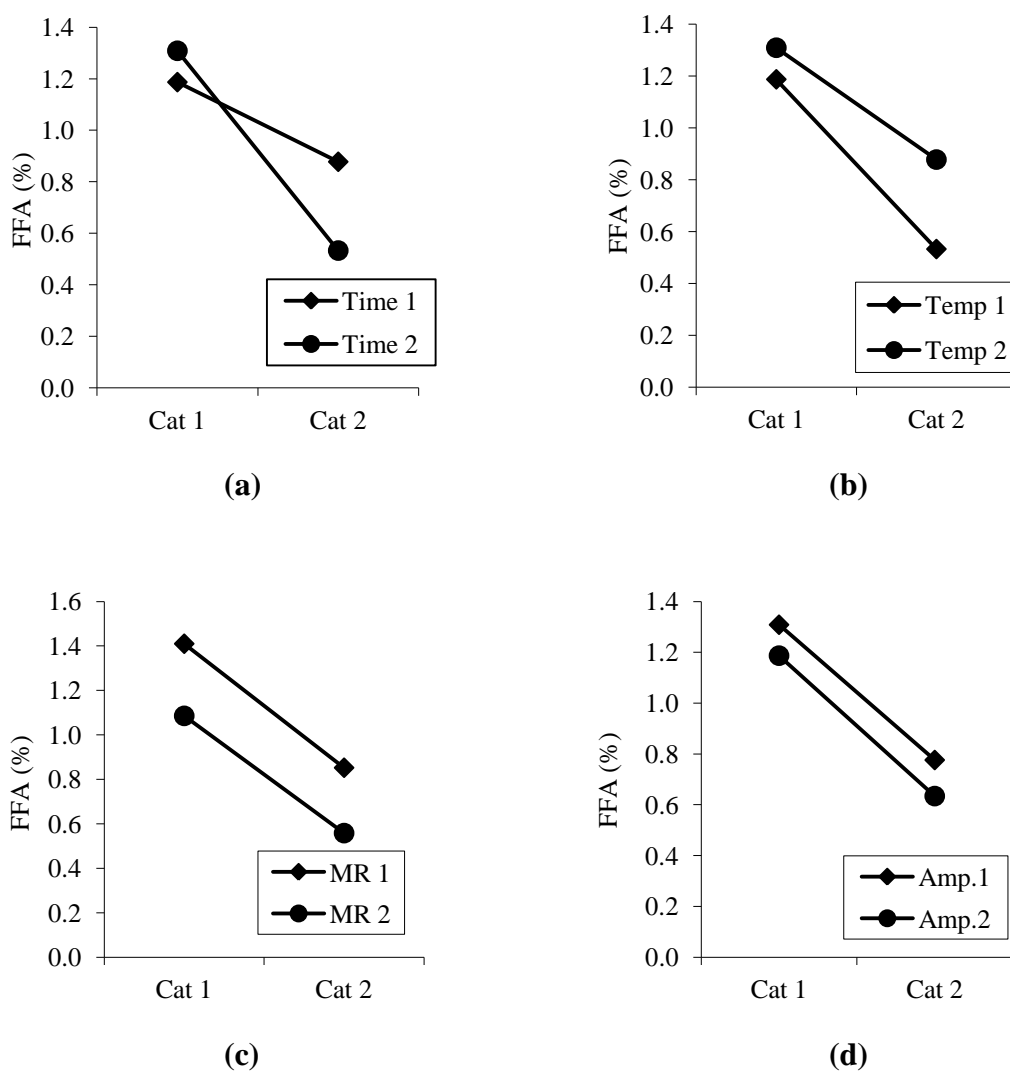 FFA (%)
1.4
1.2
1.0
0.8
0.6
0.4
0.2
0.0
Time 1
Time 2
Cat 1
Cat 2
(a)
FFA (%)
1.4
1.2
1.0
0.8
0.6
0.4
0.2
0.0
Temp 1
Temp 2
Cat 1
Cat 2
(b)
FFA (%)
1.6
1.4
1.2
1.0
0.8
0.6
0.4
0.2
0.0
MR 1
MR 2
Cat 1
Cat 2
(c)
FFA (%)
1.4
1.2
1.0
0.8
0.6
0.4
0.2
0.0
Amp.1
Amp.2
Cat 1
Cat 2
(d)